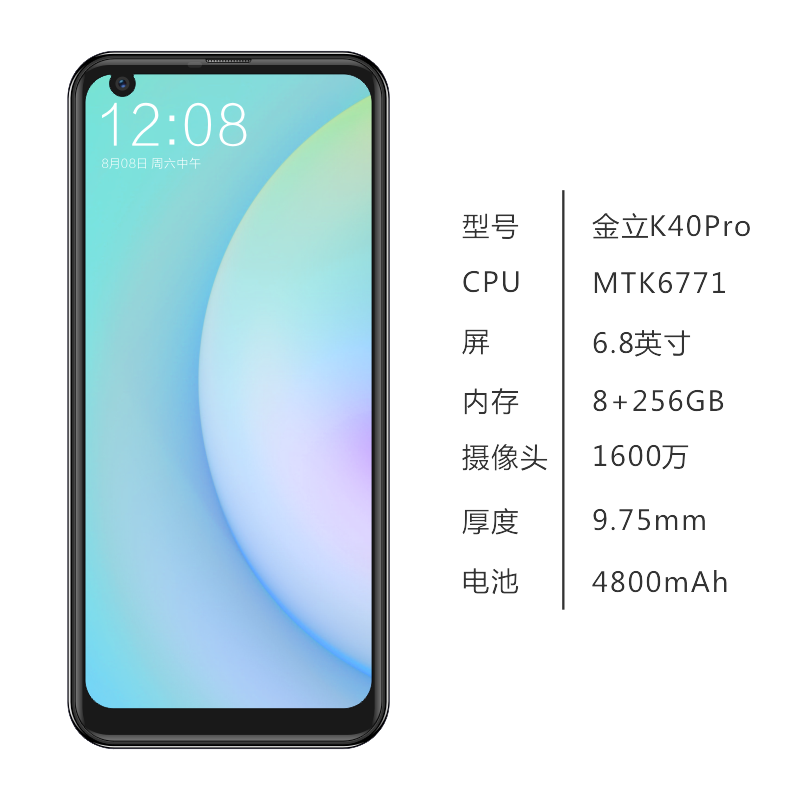 12:08
8月08日 周六中午
型号 金立K40Pro
CPU MTK6771
屏 6.8英寸
内存 8+256GB
摄像头 1600万
厚度 9.75mm
电池 4800mAh